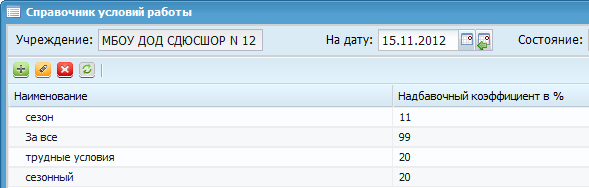 Справочник условий работы
Учреждение: МБОУ ДОД СДЮСШОР N 12 На дату: 15.11.2012 Состояние:
Наименование Надбавочный коэффициент в %
сезон 11
За все 99
трудные условия 20
сезонный 20